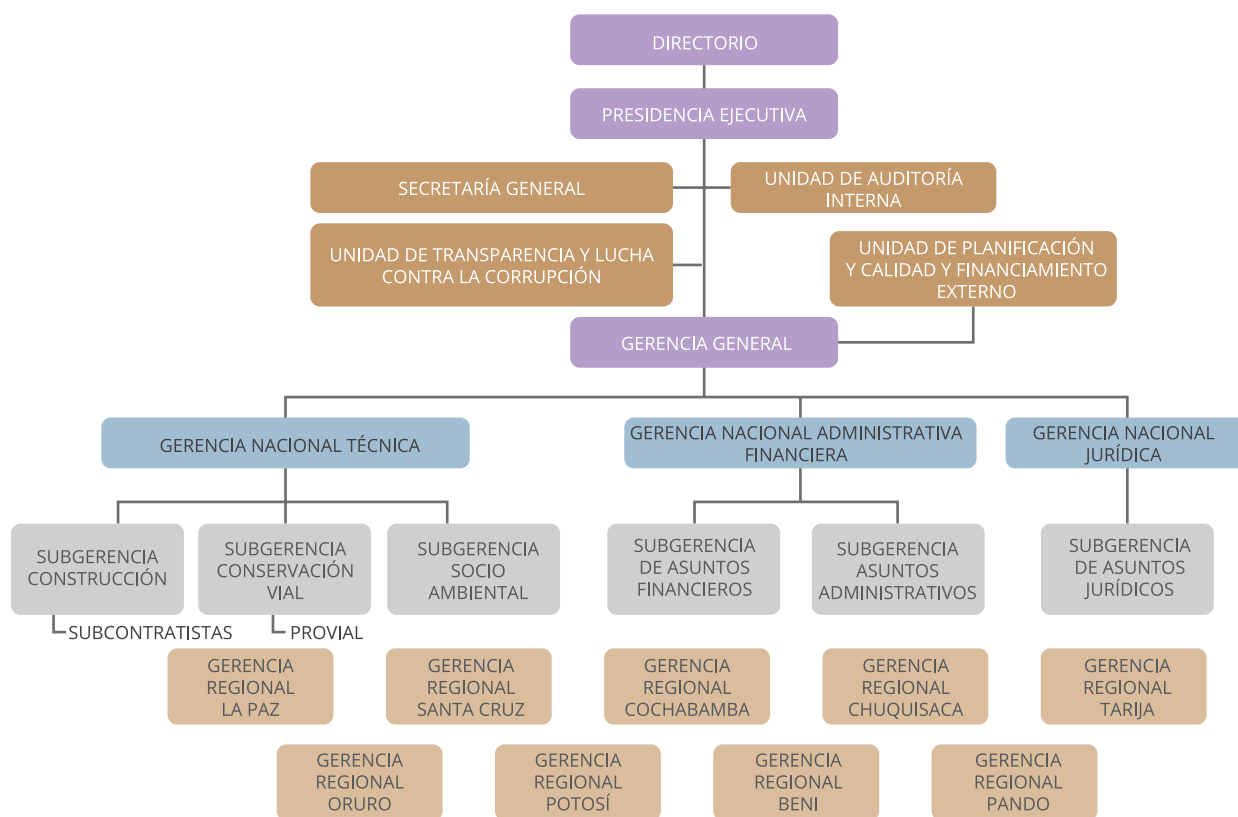 DIRECTORIO
PRESIDENCIA EJECUTIVA
SECRETARÍA GENERAL
UNIDAD DE AUDITORÍA
INTERNA
UNIDAD DE TRANSPARENCIA Y LUCHA
CONTRA LA CORRUPCIÓN
UNIDAD DE PLANIFICACIÓN
Y CALIDAD Y FINANCIAMIENTO
EXTERNO
GERENCIA GENERAL
GERENCIA NACIONAL TÉCNICA
GERENCIA NACIONAL ADMINISTRATIVA
FINANCIERA
GERENCIA NACIONAL
JURÍDICA
SUBGERENCIA
CONSTRUCCIÓN
SUBGERENCIA
CONSERVACIÓN
VIAL
SUBGERENCIA
SOCIO
AMBIENTAL
SUBGERENCIA
DE ASUNTOS
FINANCIEROS
SUBGERENCIA
ASUNTOS
ADMINISTRATIVOS
SUBGERENCIA
DE ASUNTOS
JURÍDICOS
SUBCONTRATISTAS
PROVIAL
GERENCIA
REGIONAL
LA PAZ
GERENCIA
REGIONAL
SANTA CRUZ
GERENCIA
REGIONAL
COCHABAMBA
GERENCIA
REGIONAL
CHUQUISACA
GERENCIA
REGIONAL
TARIJA
GERENCIA
REGIONAL
ORURO
GERENCIA
REGIONAL
POTOSÍ
GERENCIA
REGIONAL
BENI
GERENCIA
REGIONAL
PANDO